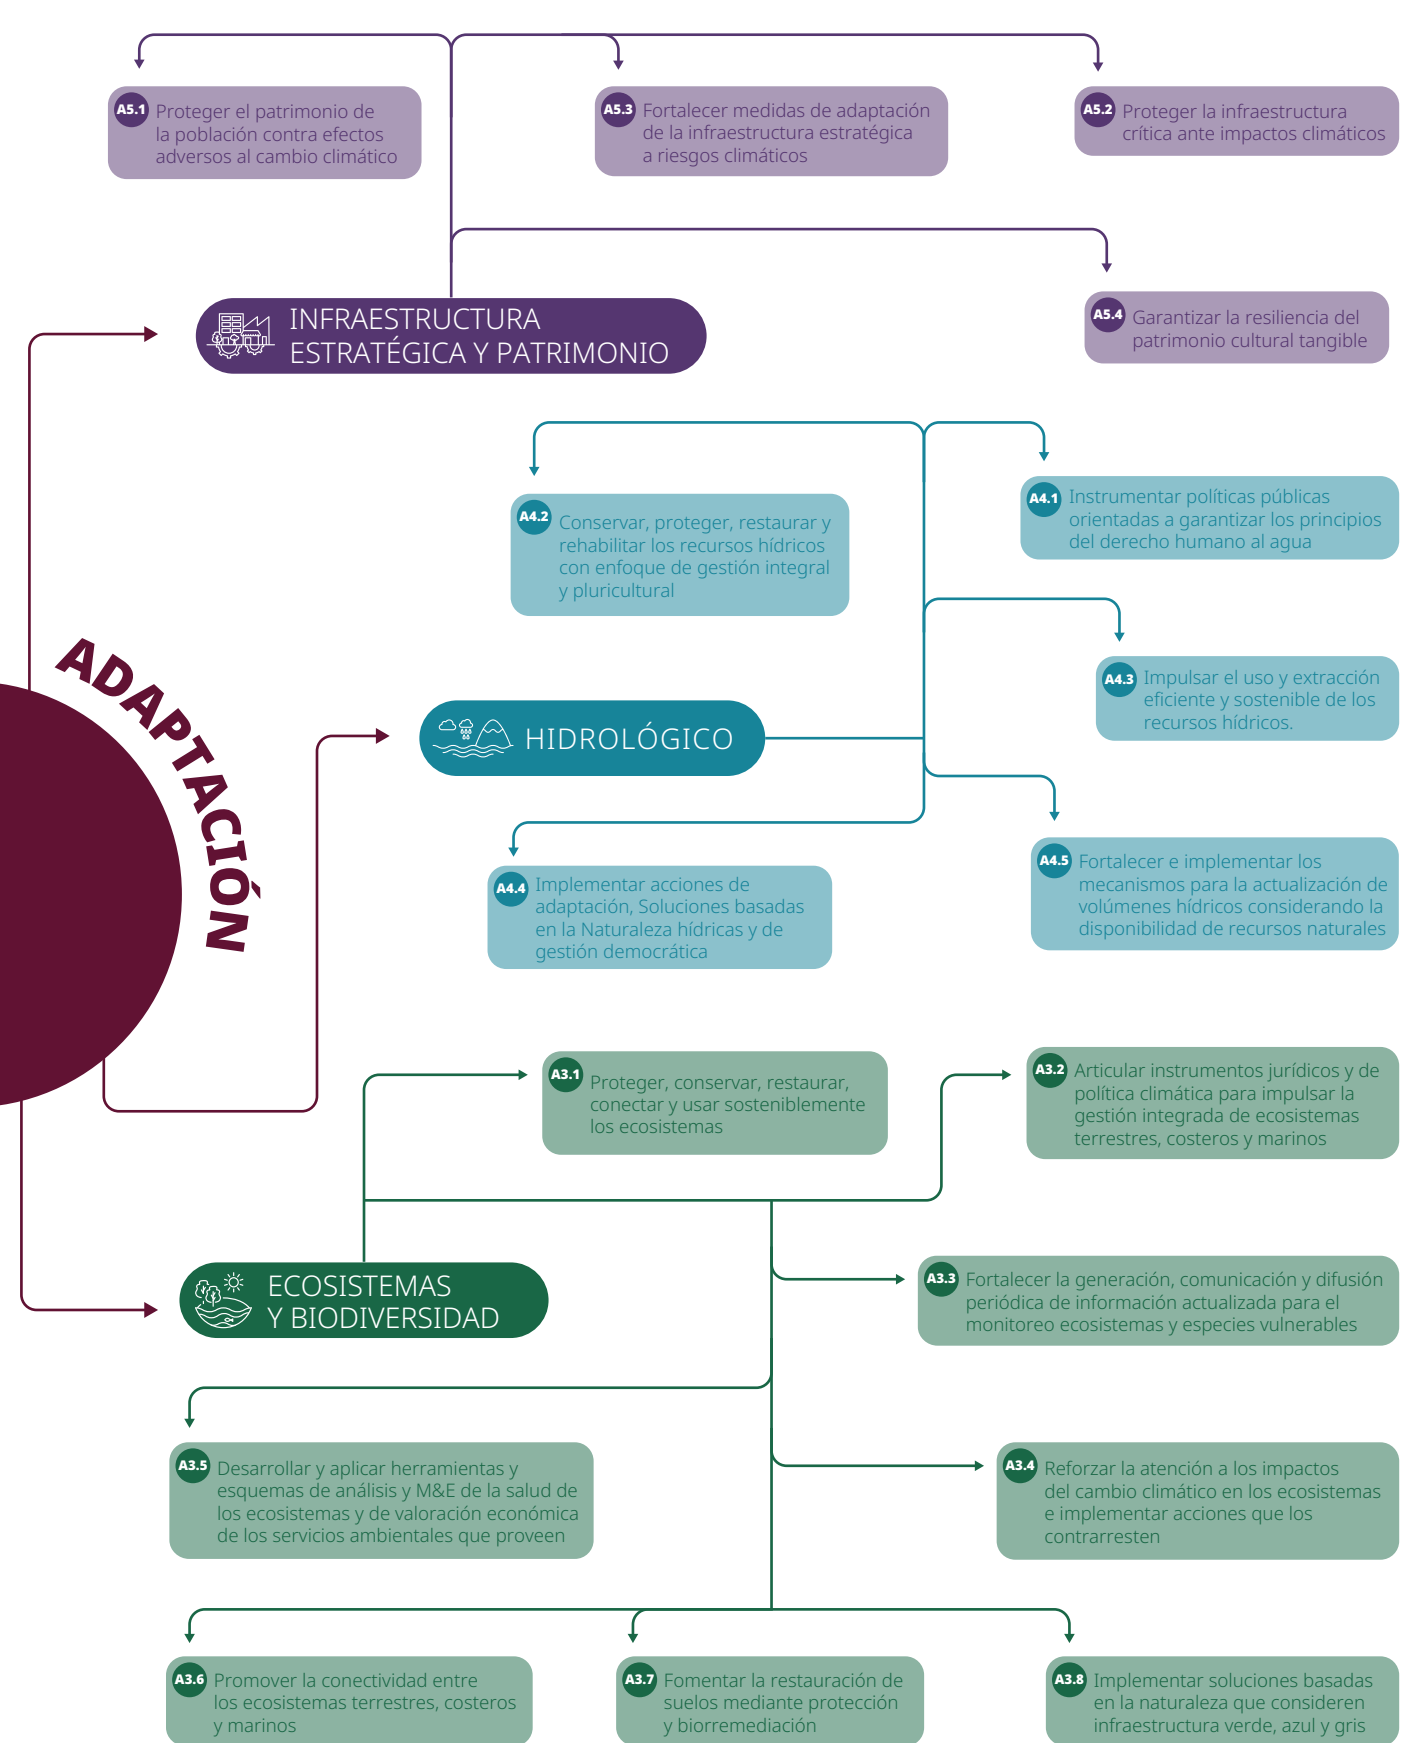 A5.1
Proteger el patrimonio de
la población contra efectos
adversos al cambio climático
A5.3
Fortalecer medidas de adaptación
de la infraestructura estratégica
a riesgos climáticos
A5.2
Proteger la infraestructura
crítica ante impactos climáticos
INFRAESTRUCTURA
ESTRATÉGICA Y PATRIMONIO
A5.4
Garantizar la resiliencia del
patrimonio cultural tangible
A4.2
Conservar, proteger, restaurar y
rehabilitar los recursos hídricos
con enfoque de gestión integral
y pluricultural
A4.1
Instrumentar políticas públicas
orientadas a garantizar los principios
del derecho humano al agua
ADAPTACIÓN
HIDROLÓGICO
A4.3
Impulsar el uso y extracción
eficiente y sostenible de los
recursos hídricos.
A4.4
Implementar acciones de
adaptación, Soluciones basadas
en la Naturaleza hídricas y de
gestión democrática
A4.5
Fortalecer e implementar los
mecanismos para la actualización de
volúmenes hídricos considerando la
disponibilidad de recursos naturales
A3.1
Proteger, conservar, restaurar,
conectar y usar sosteniblemente
los ecosistemas
A3.2
Articular instrumentos jurídicos y de
política climática para impulsar la
gestión integrada de ecosistemas
terrestres, costeros y marinos
ECOSISTEMAS
Y BIODIVERSIDAD
A3.3
Fortalecer la generación, comunicación y difusión
periódica de información actualizada para el
monitoreo ecosistemas y especies vulnerables
A3.5
Desarrollar y aplicar herramientas y
esquemas de análisis y M&E de la salud de
los ecosistemas y de valoración económica
de los servicios ambientales que proveen
A3.4
Reforzar la atención a los impactos
del cambio climático en los ecosistemas
e implementar acciones que los
contrarresten
A3.6
Promover la conectividad entre
los ecosistemas terrestres, costeros
y marinos
A3.7
Fomentar la restauración de
suelos mediante protección
y biorremediación
A3.8
Implementar soluciones basadas
en la naturaleza que consideren
infraestructura verde, azul y gris